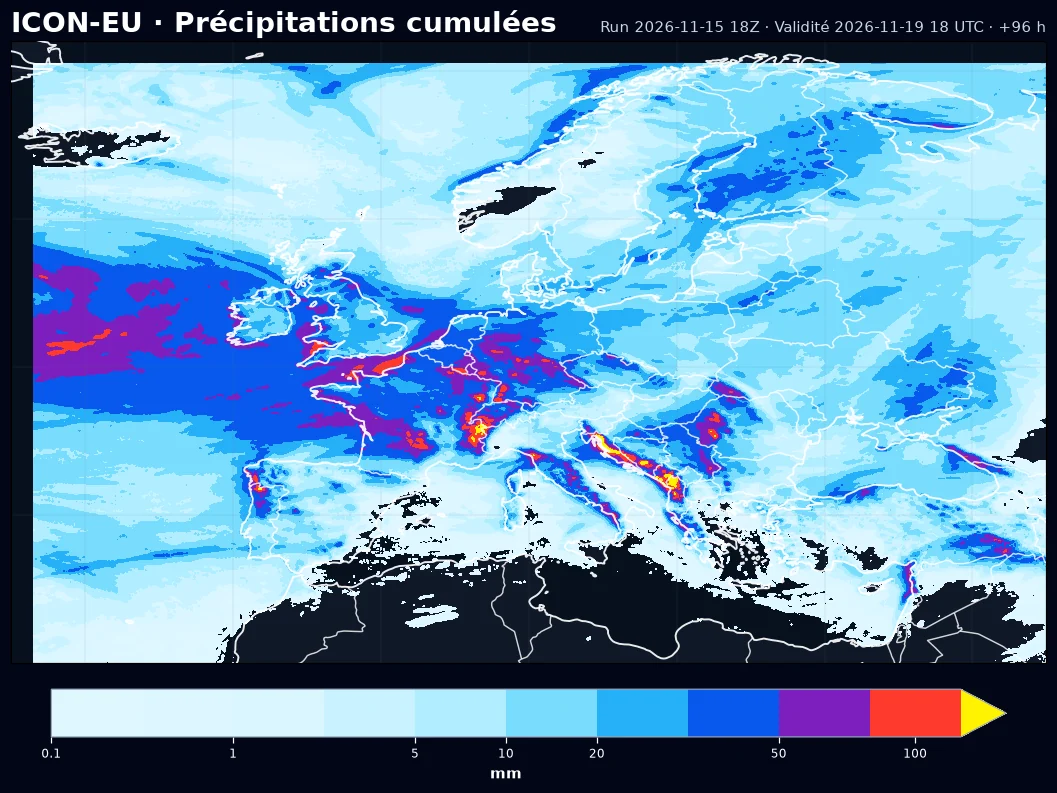 ICON-EU · Précipitations cumulées
Run 2026-11-15 18Z · Validité 2026-11-19 18 UTC · +96 h
0.1 1 5 10 20 50 100
mm